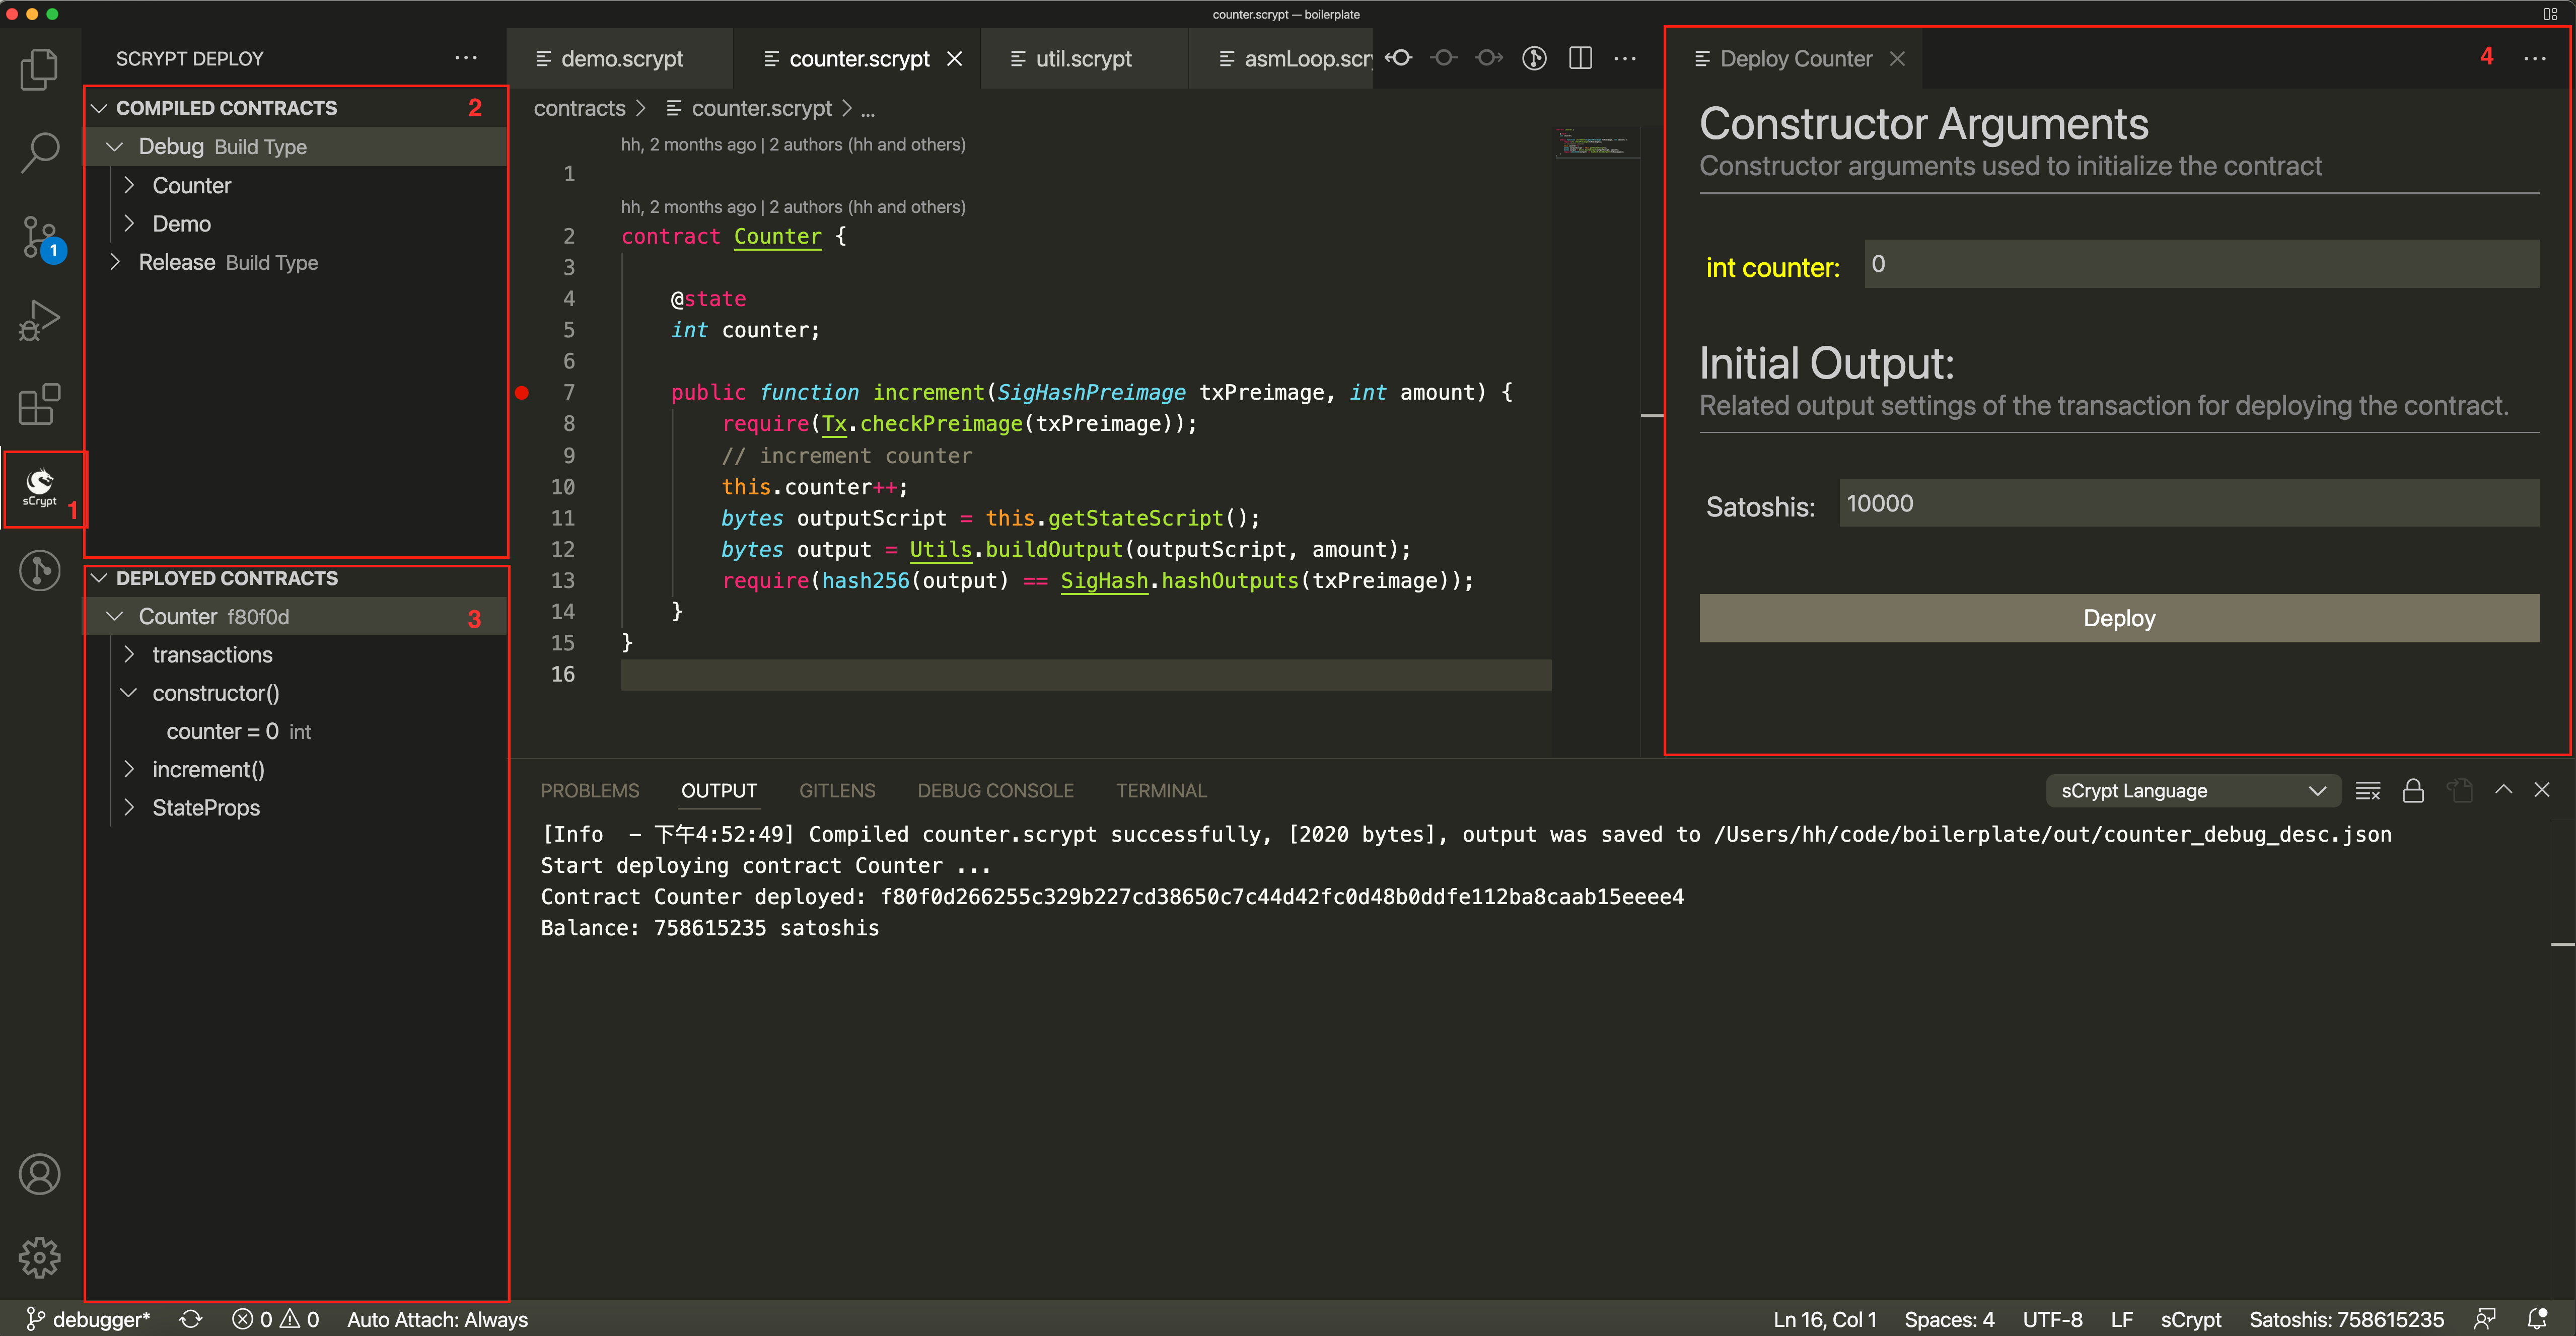 counter.scrypt — boilerplate
SCRYPT DEPLOY
COMPILED CONTRACTS 2
Debug Build Type
Counter
Demo
Release Build Type
1
sCrypt 1
DEPLOYED CONTRACTS
Counter f80f0d 3
transactions
constructor()
counter = 0 int
increment()
StateProps
demo.scrypt counter.scrypt util.scrypt asmLoop.scry
contracts > counter.scrypt > ...
hh, 2 months ago | 2 authors (hh and others)
1
hh, 2 months ago | 2 authors (hh and others)
2 contract Counter {
3
4 @state
5 int counter;
6
7 public function increment(SigHashPreimage txPreimage, int amount) {
8 require(Tx.checkPreimage(txPreimage));
9 // increment counter
10 this.counter++;
11 bytes outputScript = this.getStateScript();
12 bytes output = Utils.buildOutput(outputScript, amount);
13 require(hash256(output) == SigHash.hashOutputs(txPreimage));
14 }
15 }
16
Deploy Counter 4
Constructor Arguments
Constructor arguments used to initialize the contract
int counter: 0
Initial Output:
Related output settings of the transaction for deploying the contract.
Satoshis: 10000
Deploy
PROBLEMS OUTPUT GITLENS DEBUG CONSOLE TERMINAL sCrypt Language
[Info - 下午4:52:49] Compiled counter.scrypt successfully, [2020 bytes], output was saved to /Users/hh/code/boilerplate/out/counter_debug_desc.json
Start deploying contract Counter ...
Contract Counter deployed: f80f0d266255c329b227cd38650c7c44d42fc0d48b0ddfe112ba8caab15eeee4
Balance: 758615235 satoshis
debugger* 0 0 Auto Attach: Always Ln 16, Col 1 Spaces: 4 UTF-8 LF sCrypt Satoshis: 758615235